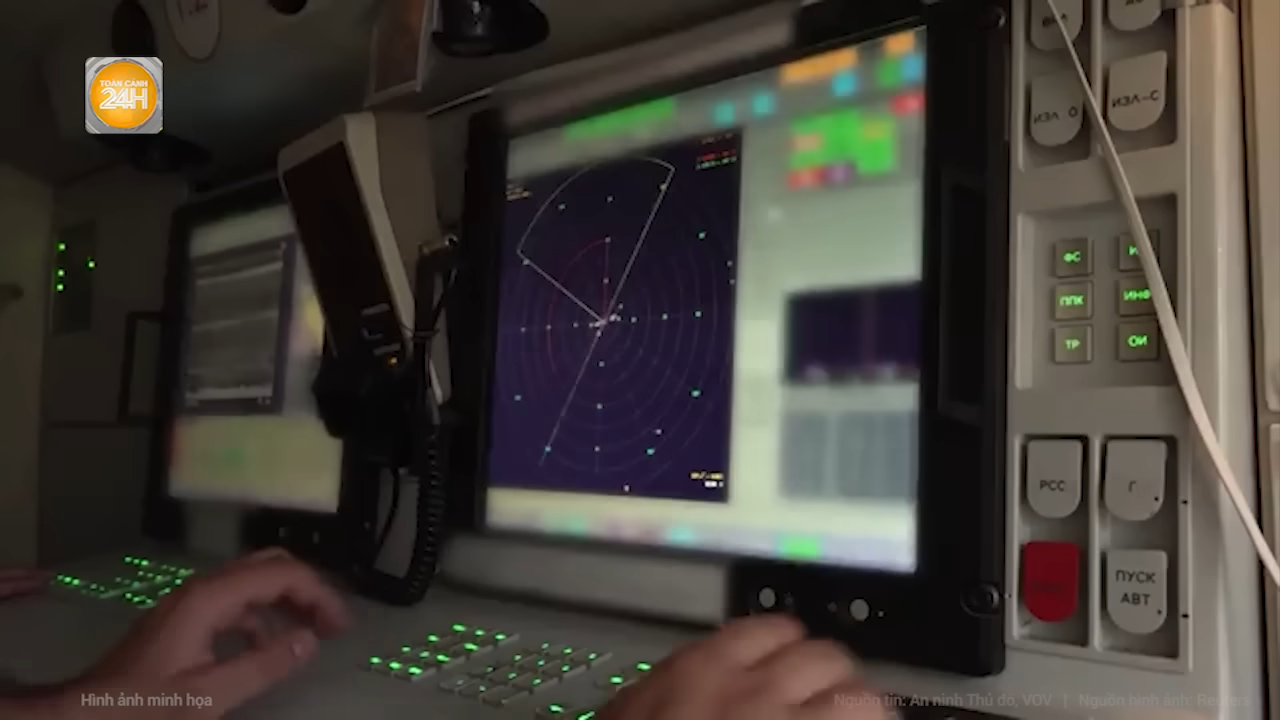 TOÀN CẢNH
24H
ИЗЛ О
ИЗЛ-С
ФС
ППК
ИНФ
ТР
ОИ
РСС
Г
ПУСК
АВТ
Hình ảnh minh họa
Nguồn tin: An ninh Thủ đô, VOV | Nguồn hình ảnh: Reuters